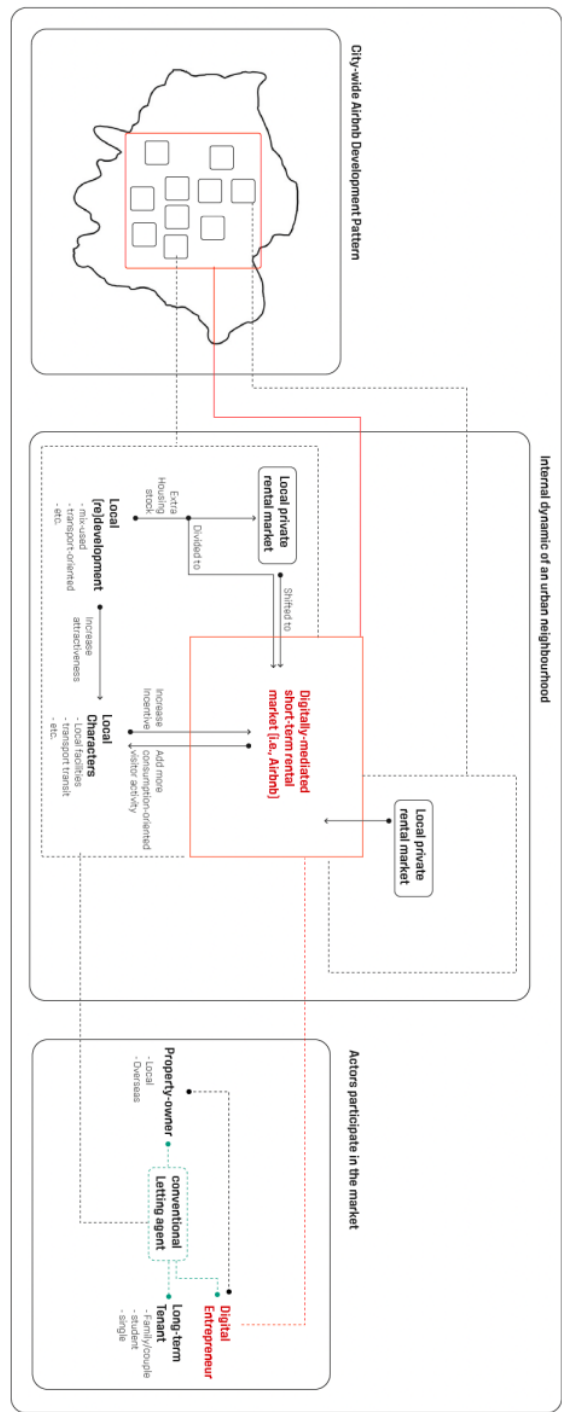 City-wide Airbnb Development Pattern
Internal dynamic of an urban neighbourhood
Local private
rental market
Extra
Housing
stock
Divided to
Shifted to
Local
(re)development
- mix-used
- transport-oriented
- etc.
Increase
attractiveness
Local
Characters
- Local facilities
- transport transit
- etc.
Increase
Incentive
Add more
consumption-oriented
visitor activity
Digitally-mediated
short-term rental
market (i.e., Airbnb)
Local private
rental market
Actors participate in the market
Property-owner
- Local
- Overseas
conventional
Letting agent
Digital
Entrepreneur
Long-term
Tenant
- Family/couple
- student
- single